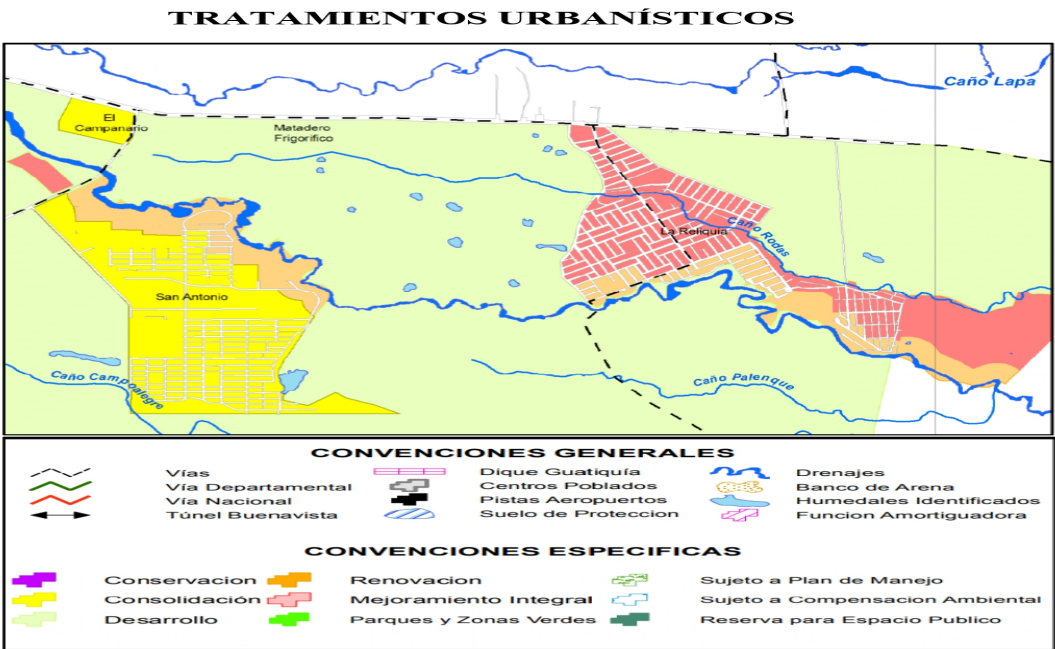 TRATAMIENTOS URBANÍSTICOS
Caño Lapa
El
Campanario
Matadero
Frigorifico
Caño Rodas
La Reliquia
San Antonio
Caño Campoalegre
Caño Palenque
CONVENCIONES GENERALES
Vías
Dique Guatiquía
Drenajes
Vía Departamental
Centros Poblados
Banco de Arena
Vía Nacional
Pistas Aeropuertos
Humedales Identificados
Túnel Buenavista
Suelo de Proteccion
Funcion Amortiguadora
CONVENCIONES ESPECIFICAS
Conservacion
Renovacion
Sujeto a Plan de Manejo
Consolidación
Mejoramiento Integral
Sujeto a Compensacion Ambiental
Desarrollo
Parques y Zonas Verdes
Reserva para Espacio Publico